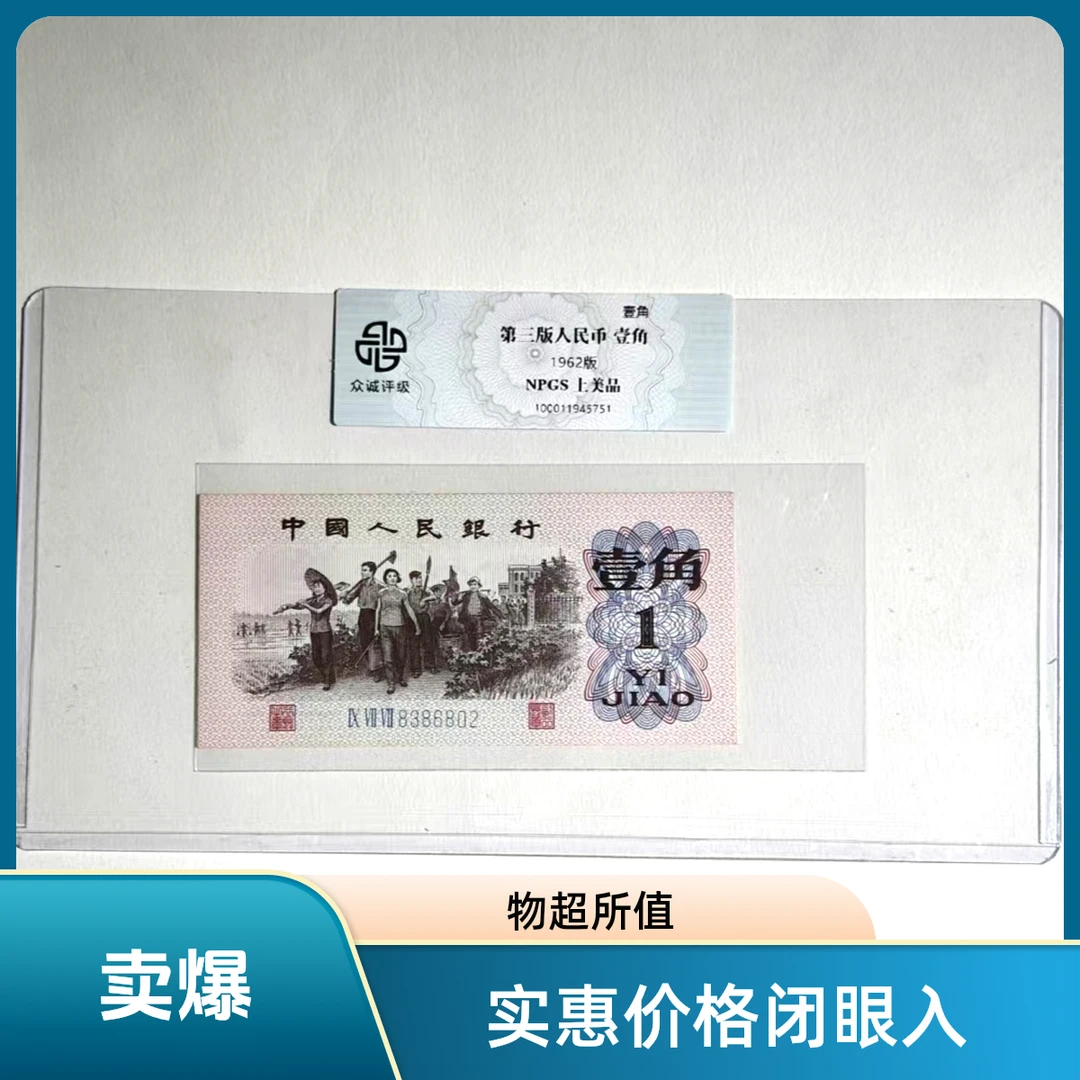 壹角
第三版人民币 壹角
1962版
众诚评级
NPGS 上美品
100011945751
中國人民銀行
壹角
1
YI
JIAO
Ⅸ Ⅶ Ⅶ 8386802
物超所值
卖爆
实惠价格闭眼入